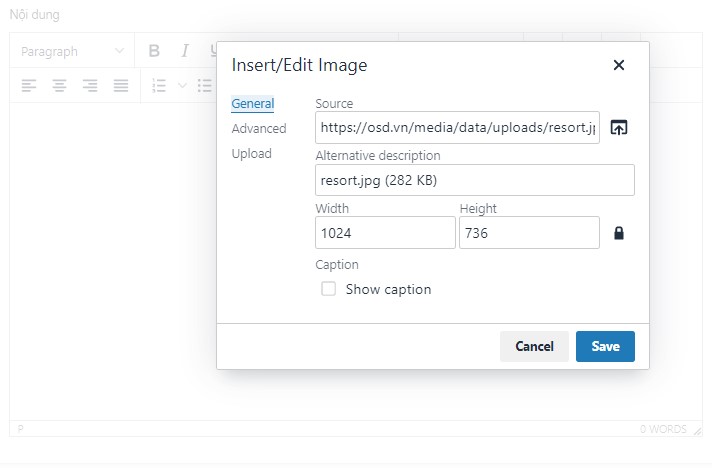 Nội dung
Paragraph
B I U
Insert/Edit Image
General
Advanced
Upload
Source
https://osd.vn/media/data/uploads/resort.j
Alternative description
resort.jpg (282 KB)
Width
Height
1024
736
Caption
Show caption
Cancel
Save
P
0 WORDS